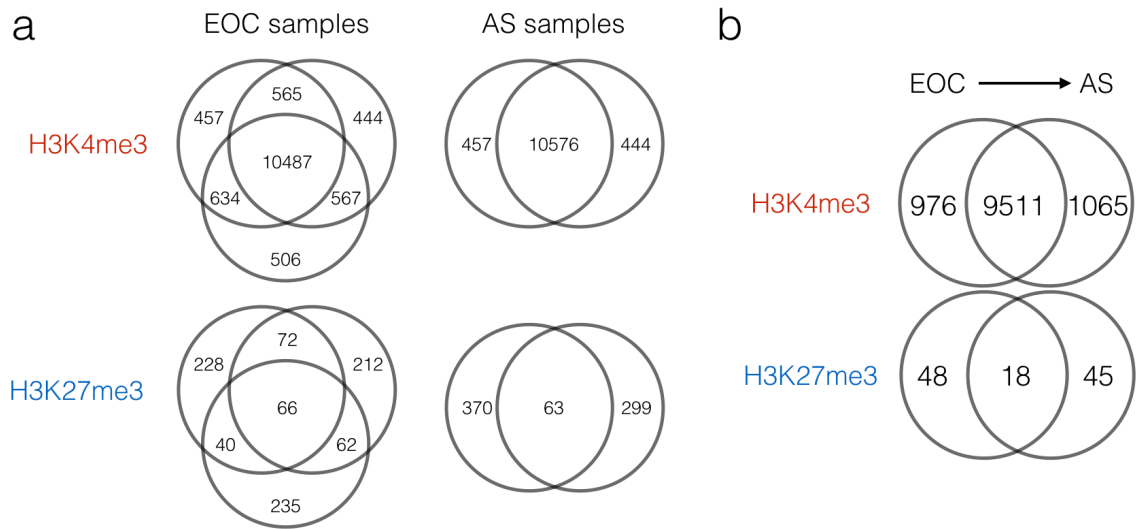 a
EOC samples
AS samples
b
EOC
AS
H3K4me3
457
565
444
10487
634
567
506
457
10576
444
H3K4me3
976
9511
1065
H3K27me3
228
72
212
66
40
62
235
370
63
299
H3K27me3
48
18
45